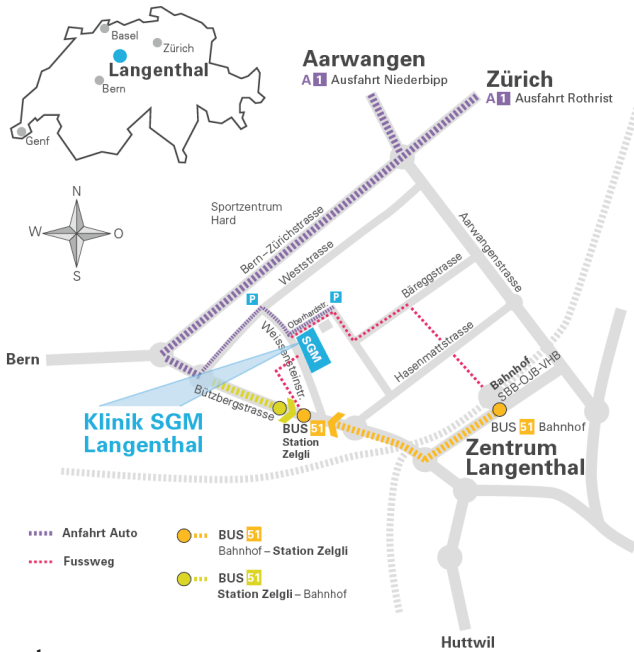 Basel
Zürich
Langenthal
Bern
Genf
Aarwangen
A 1 Ausfahrt Niederbipp
Zürich
A 1 Ausfahrt Rothrist
N
W
O
S
Sportzentrum
Hard
Bern–Zürichstrasse
Weststrasse
Aarwangenstrasse
Bäreggstrasse
P
P
Oberhardstr.
Weissensteinstr.
SGM
Hasenmattstrasse
Bern
Bahnhof
SBB-OJB-VHB
Bützbergstrasse
Klinik SGM
Langenthal
BUS 51
Station
Zelgli
BUS 51 Bahnhof
Zentrum
Langenthal
Anfahrt Auto
Fussweg
BUS 51
Bahnhof – Station Zelgli
BUS 51
Station Zelgli – Bahnhof
Huttwil